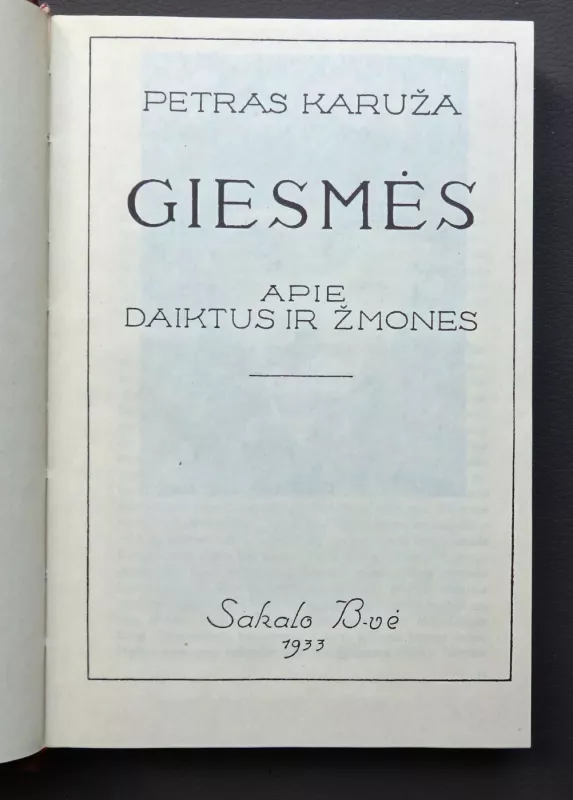 PETRAS KARUŽA
GIESMĖS
APIE
DAIKTUS IR ŽMONES
Sakalo B-vė
1933